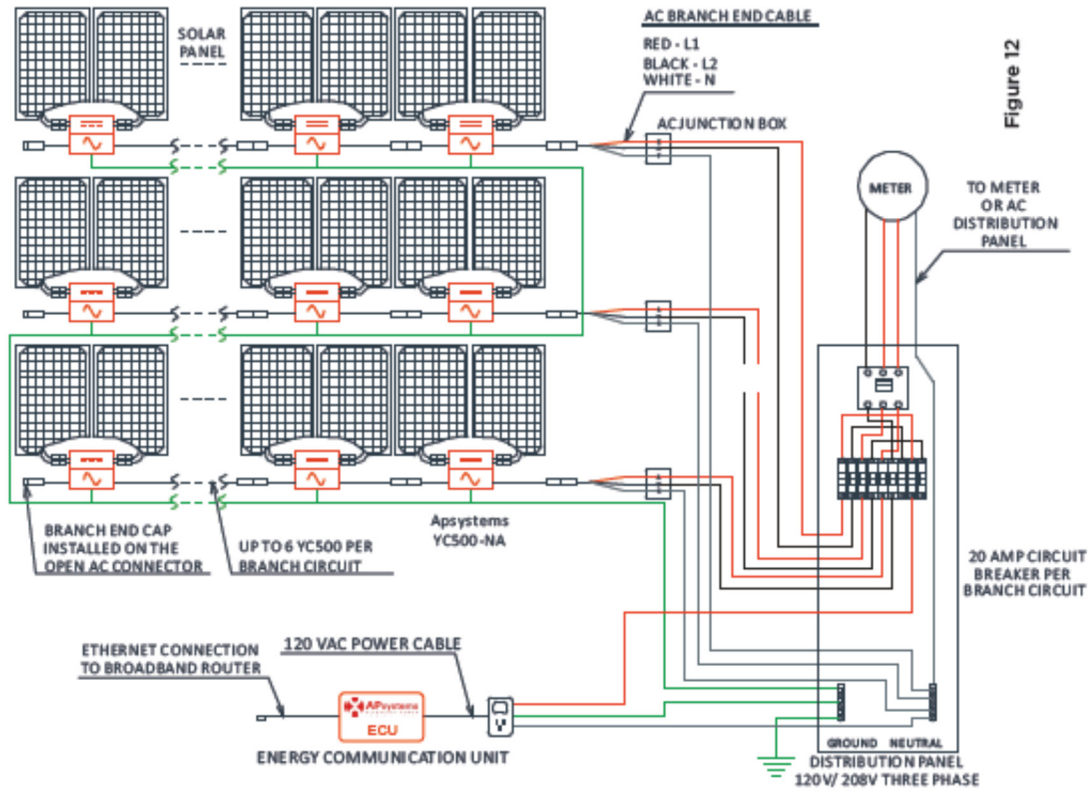 SOLAR
PANEL
AC BRANCH END CABLE
RED - L1
BLACK - L2
WHITE - N
ACJUNCTION BOX
Figure 12
METER
TO METER
OR AC
DISTRIBUTION
PANEL
BRANCH END CAP
INSTALLED ON THE
OPEN AC CONNECTOR
UP TO 6 YC500 PER
BRANCH CIRCUIT
Apsystems
YC500-NA
20 AMP CIRCUIT
BREAKER PER
BRANCH CIRCUIT
ETHERNET CONNECTION
TO BROADBAND ROUTER
120 VAC POWER CABLE
APsystems
ECU
ENERGY COMMUNICATION UNIT
GROUND NEUTRAL
DISTRIBUTION PANEL
120V/ 208V THREE PHASE